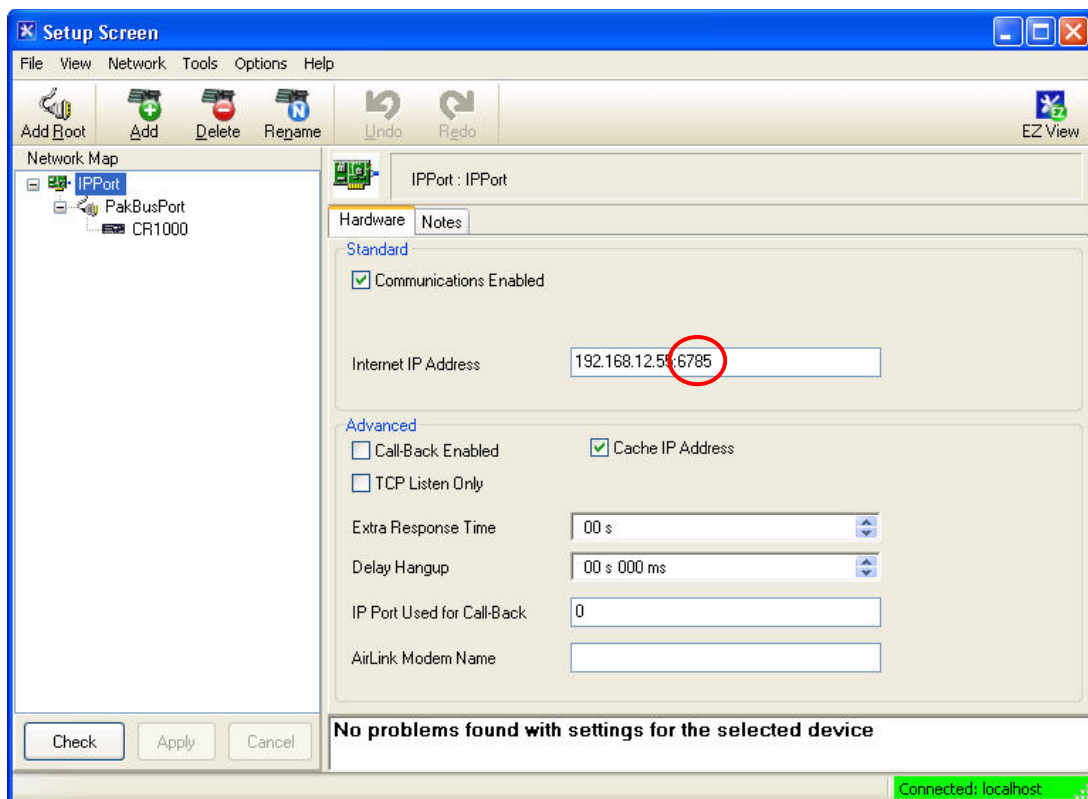 Setup Screen
File View Network Tools Options Help
Add Root Add Delete Rename Undo Redo EZ View
Network Map
IPPort
PakBusPort
CR1000
IPPort : IPPort
Hardware Notes
Standard
Communications Enabled
Internet IP Address 192.168.12.55:6785
Advanced
Call-Back Enabled Cache IP Address
TCP Listen Only
Extra Response Time 00 s
Delay Hangup 00 s 000 ms
IP Port Used for Call-Back 0
AirLink Modem Name
Check Apply Cancel
No problems found with settings for the selected device
Connected: localhost